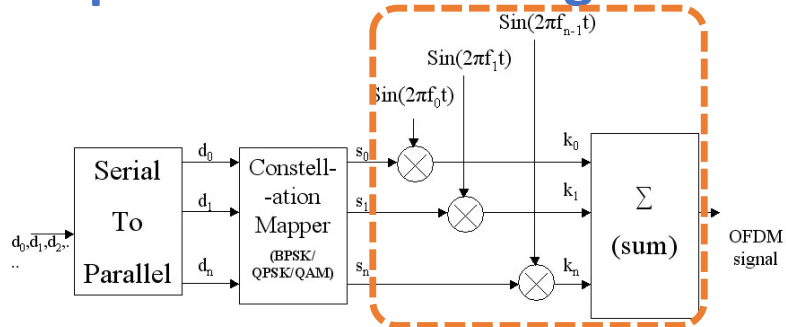 Sin(2πf₀t)
Sin(2πf₁t)
Sin(2πfₙ₋₁t)
d₀,d₁,d₂,.
..
Serial
To
Parallel
d₀
d₁
dₙ
Constell-
-ation
Mapper
(BPSK/
QPSK/QAM)
s₀
s₁
sₙ
k₀
k₁
kₙ
Σ
(sum)
OFDM
signal